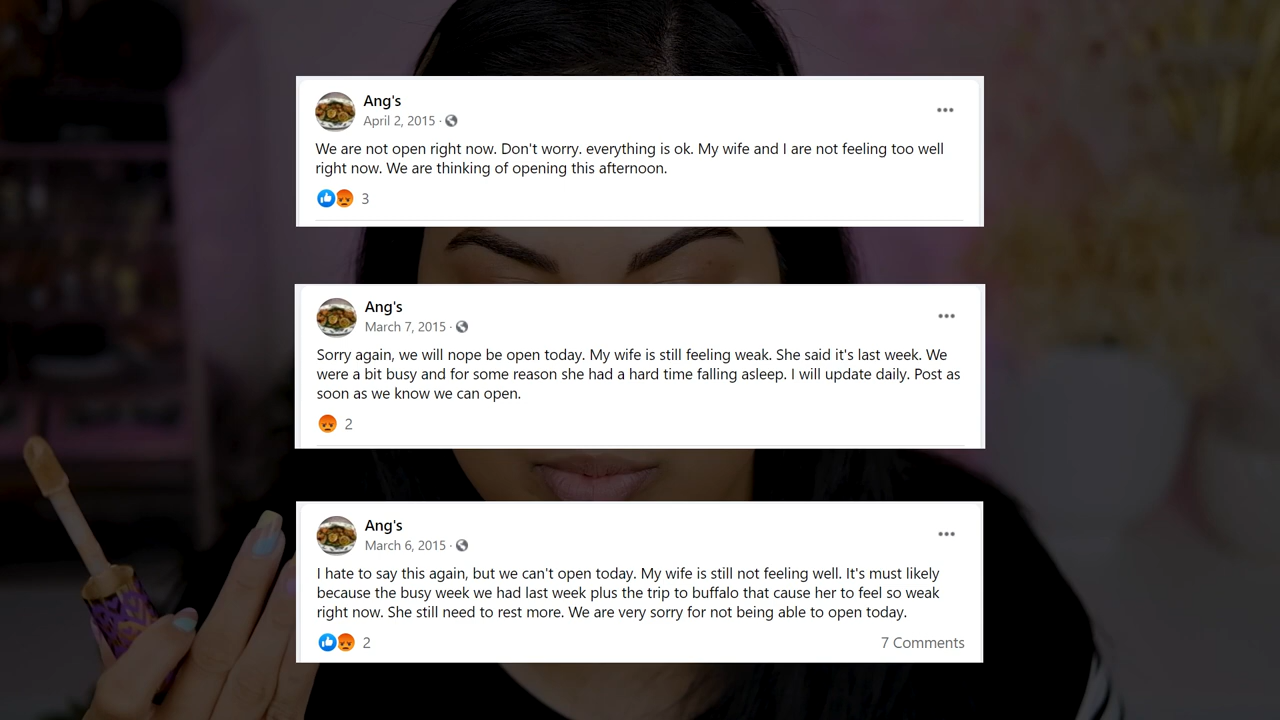 Ang's
April 2, 2015 ·
We are not open right now. Don't worry. everything is ok. My wife and I are not feeling too well
right now. We are thinking of opening this afternoon.
3
Ang's
March 7, 2015 ·
Sorry again, we will nope be open today. My wife is still feeling weak. She said it's last week. We
were a bit busy and for some reason she had a hard time falling asleep. I will update daily. Post as
soon as we know we can open.
2
Ang's
March 6, 2015 ·
I hate to say this again, but we can't open today. My wife is still not feeling well. It's must likely
because the busy week we had last week plus the trip to buffalo that cause her to feel so weak
right now. She still need to rest more. We are very sorry for not being able to open today.
2
7 Comments